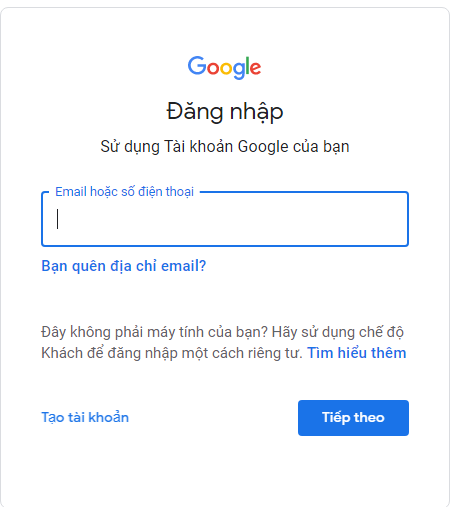 Google
Đăng nhập
Sử dụng Tài khoản Google của bạn
Email hoặc số điện thoại
Bạn quên địa chỉ email?
Đây không phải máy tính của bạn? Hãy sử dụng chế độ
Khách để đăng nhập một cách riêng tư. Tìm hiểu thêm
Tạo tài khoản
Tiếp theo